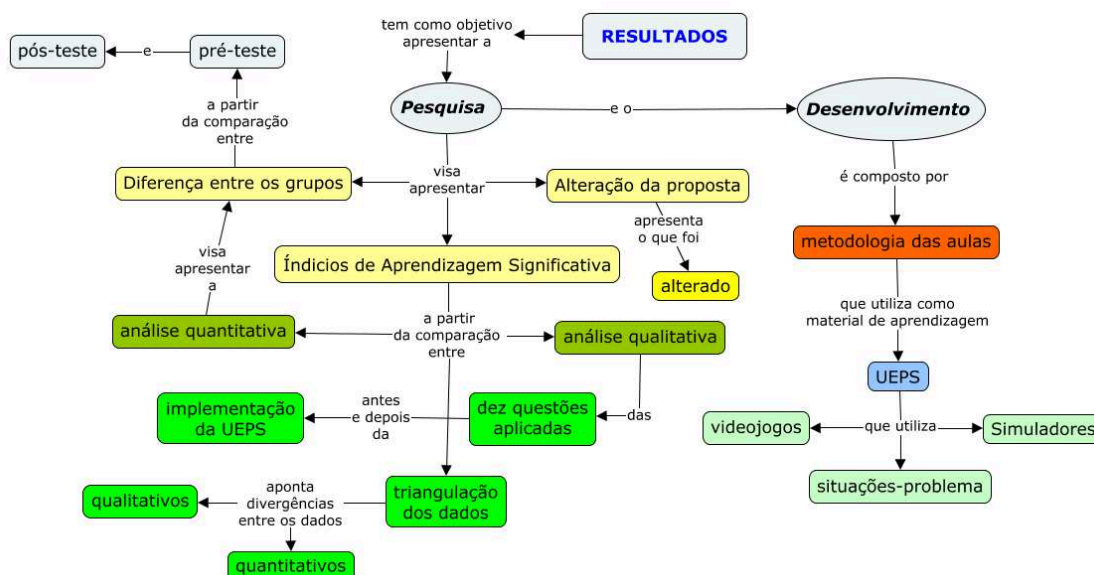 tem como objetivo
apresentar a
RESULTADOS
pós-teste
e
pré-teste
Pesquisa
e o
Desenvolvimento
a partir
da comparação
entre
visa
apresentar
é composto por
Diferença entre os grupos
Alteração da proposta
apresenta
o que foi
metodologia das aulas
visa
apresentar
a
Índicios de Aprendizagem Significativa
alterado
que utiliza como
material de aprendizagem
análise quantitativa
a partir
da comparação
entre
análise qualitativa
UEPS
implementação
da UEPS
antes
e depois
da
dez questões
aplicadas
das
videojogos
que utiliza
Simuladores
situações-problema
qualitativos
aponta
divergências
entre os dados
triangulação
dos dados
quantitativos